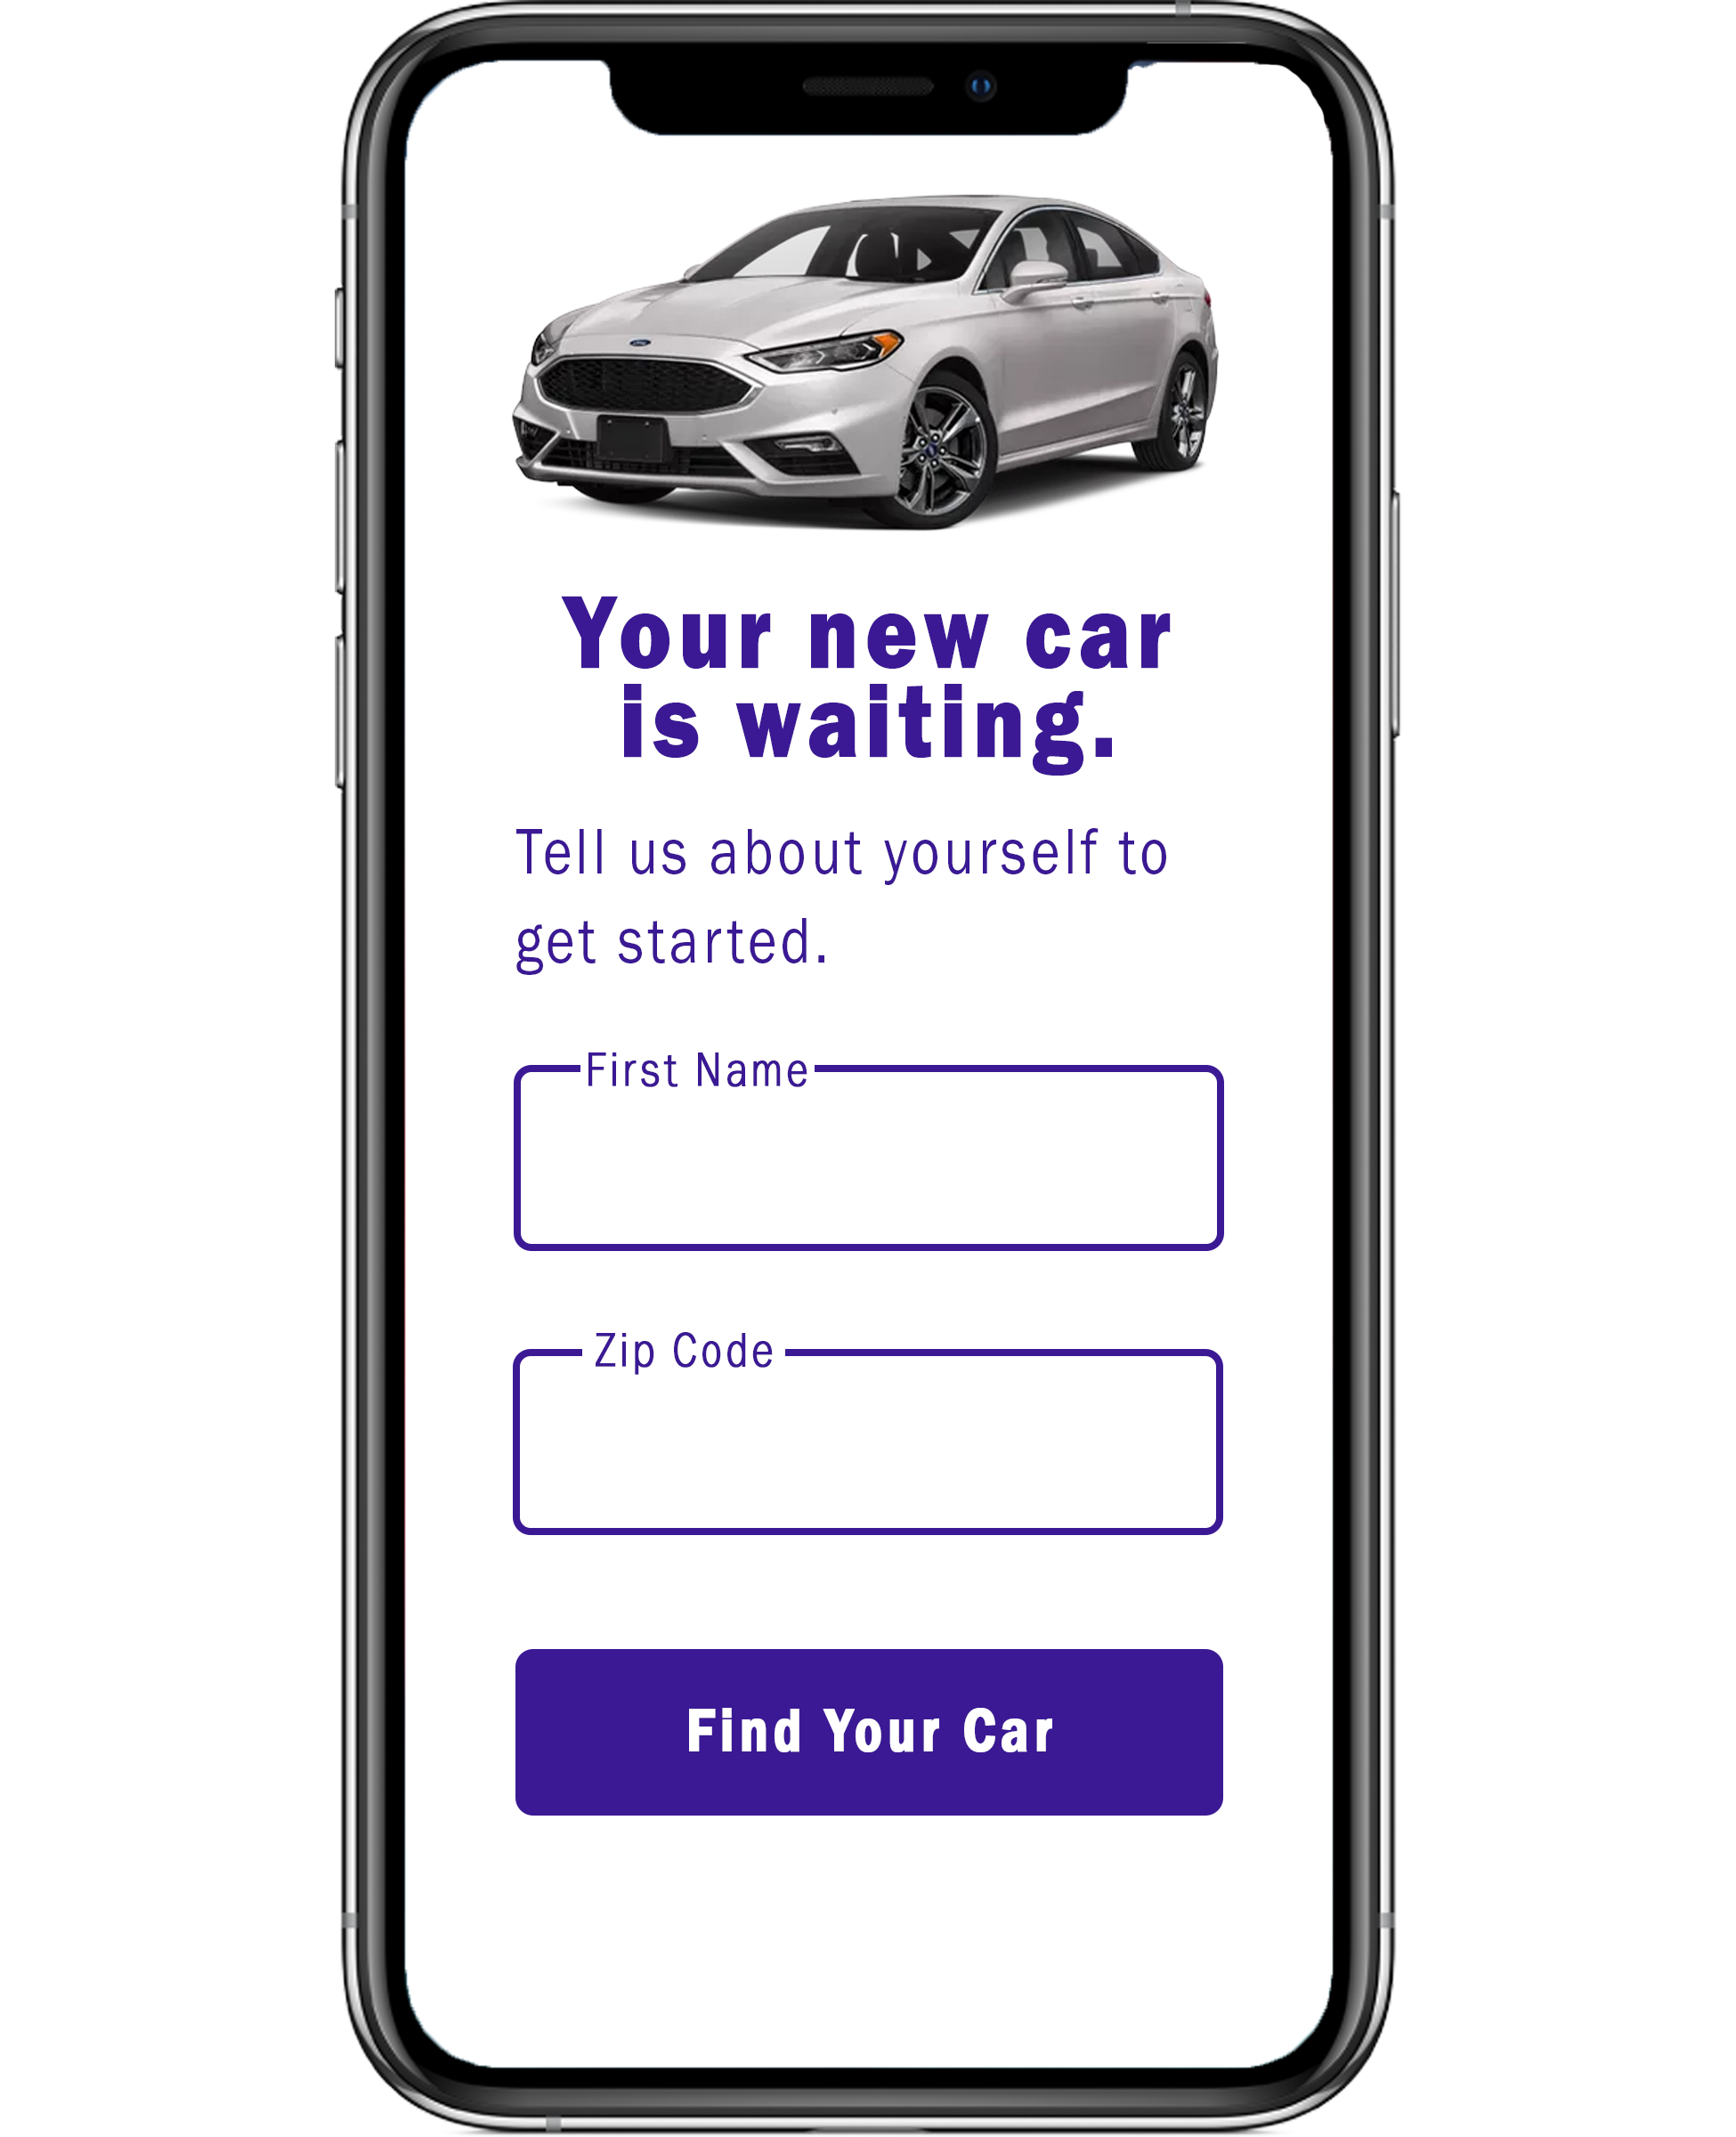 Your new car
is waiting.
Tell us about yourself to
get started.
First Name
Zip Code
Find Your Car